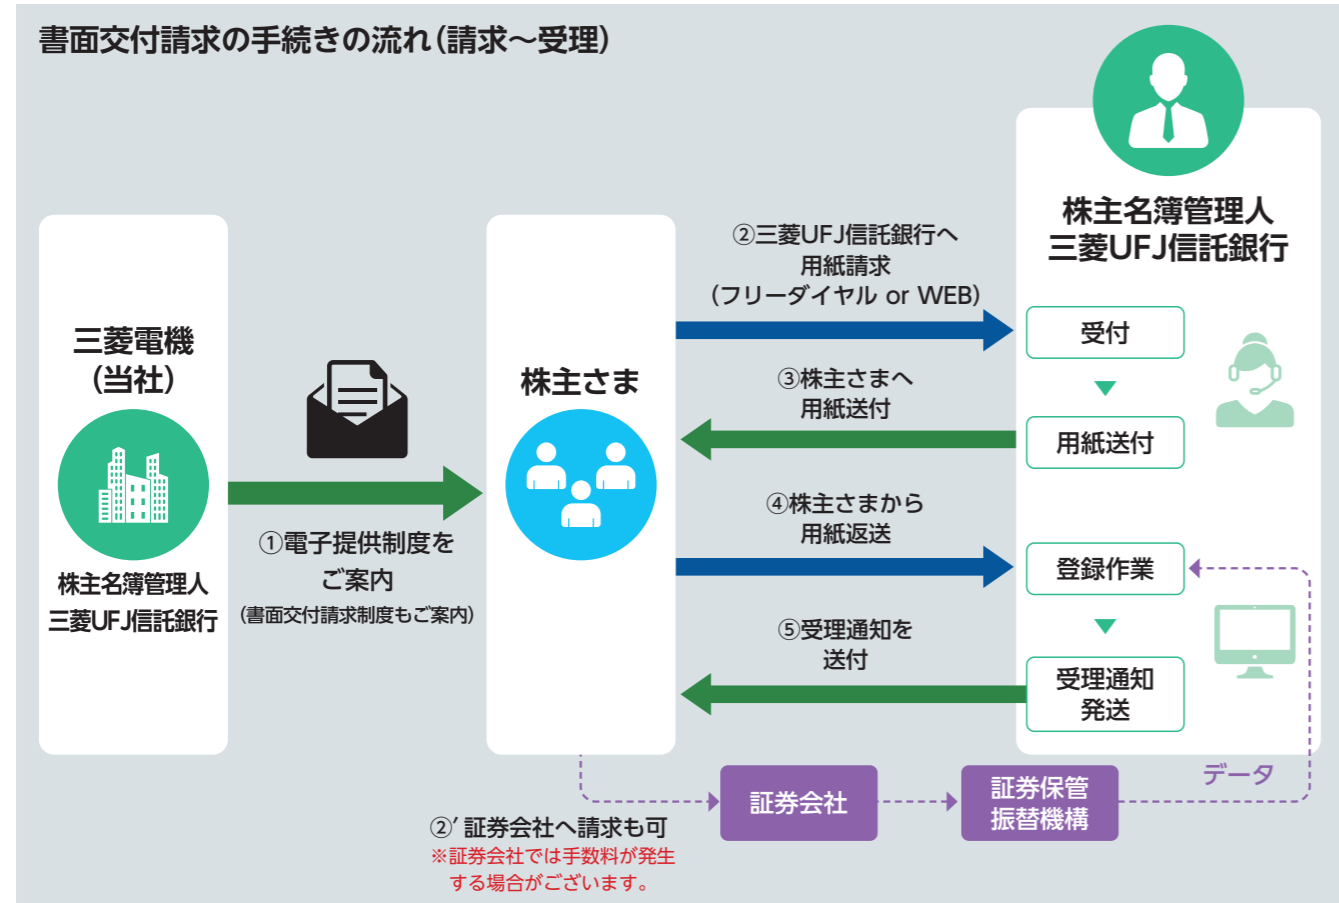 書面交付請求の手続きの流れ（請求～受理）
三菱電機
（当社）
株主名簿管理人
三菱UFJ信託銀行
①電子提供制度を
ご案内
（書面交付請求制度もご案内）
株主さま
②三菱UFJ信託銀行へ
用紙請求
（フリーダイヤル or WEB）
③株主さまへ
用紙送付
④株主さまから
用紙返送
⑤受理通知を
送付
株主名簿管理人
三菱UFJ信託銀行
受付
用紙送付
登録作業
受理通知
発送
②′証券会社へ請求も可
※証券会社では手数料が発生
する場合がございます。
証券会社
証券保管
振替機構
データ